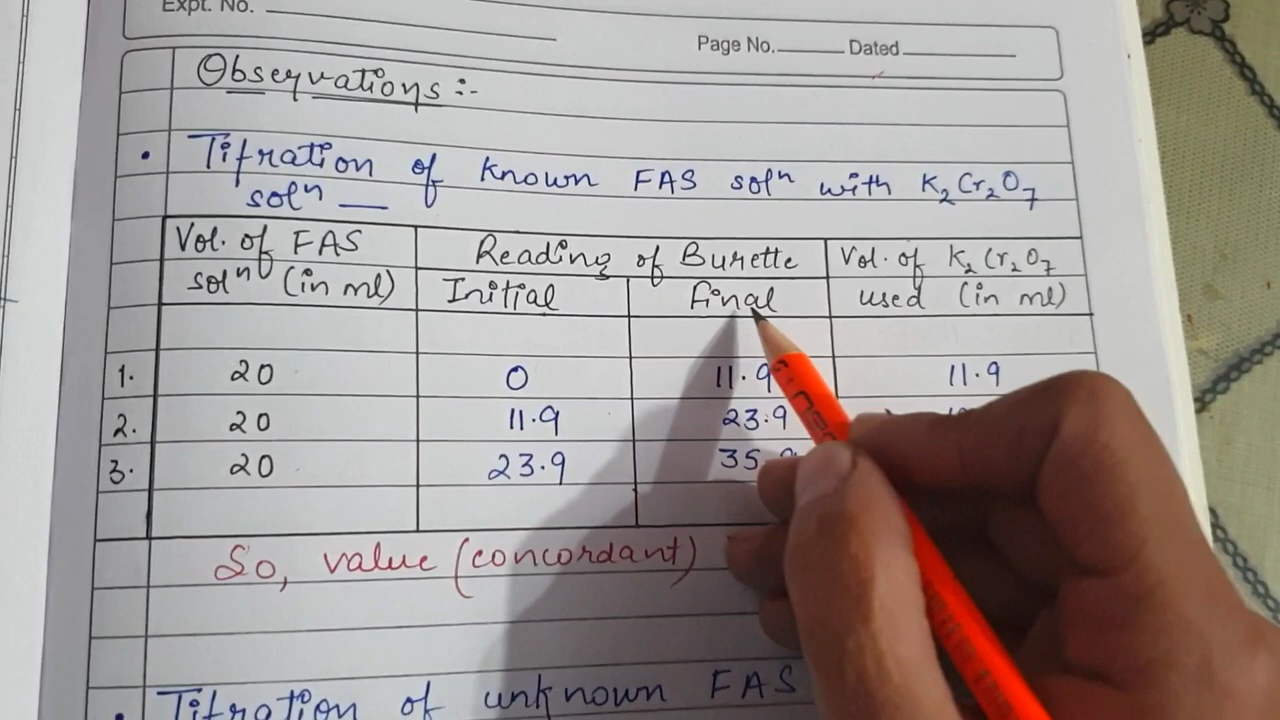 Expt. No.
Page No. Dated
Observations :-
• Titration of known FAS solⁿ with K₂Cr₂O₇
solⁿ —
Vol. of FAS solⁿ (in ml) Reading of Burette Vol. of K₂Cr₂O₇ used (in ml)
Initial final
1. 20 0 11.9 11.9
2. 20 11.9 23.9
3. 20 23.9
So, value (concordant)
• Titration of unknown FAS